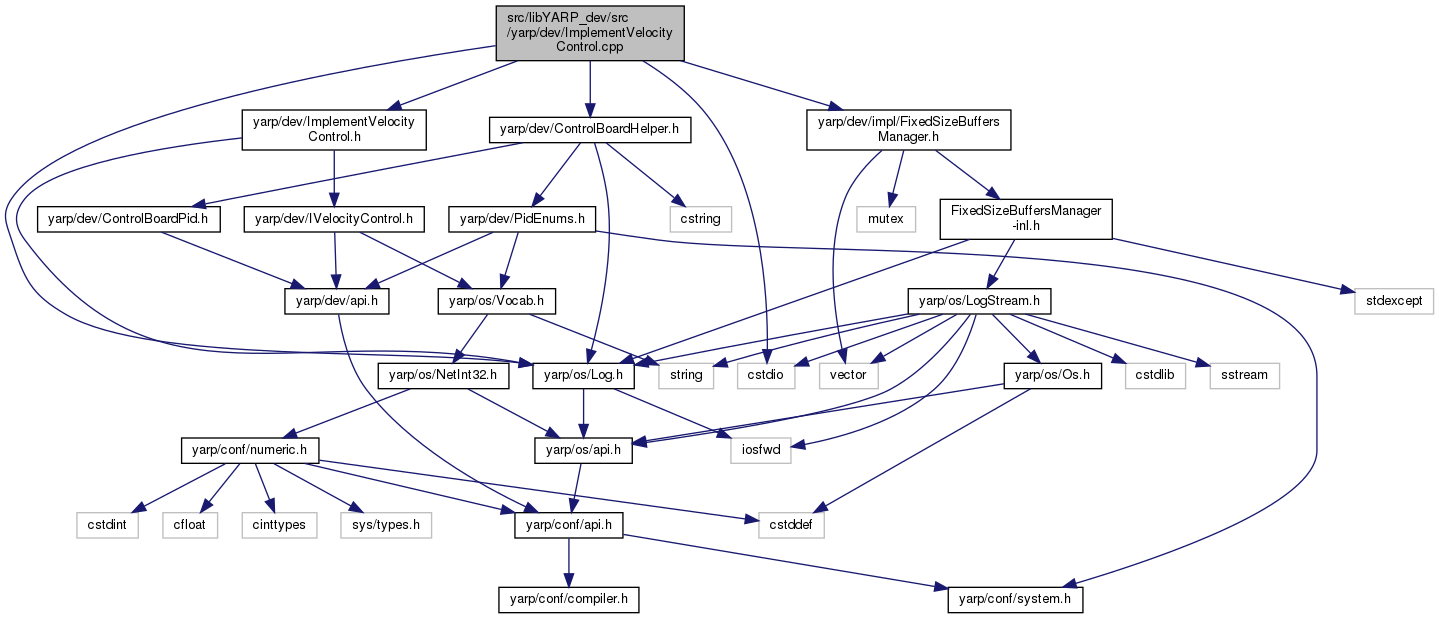 src/libYARP_dev/src
/yarp/dev/ImplementVelocity
Control.cpp
yarp/dev/ImplementVelocity
Control.h
yarp/dev/ControlBoardHelper.h
yarp/dev/impl/FixedSizeBuffers
Manager.h
yarp/dev/ControlBoardPid.h
yarp/dev/IVelocityControl.h
yarp/dev/PidEnums.h
cstring
mutex
FixedSizeBuffersManager
-inl.h
yarp/dev/api.h
yarp/os/Vocab.h
yarp/os/LogStream.h
stdexcept
yarp/os/NetInt32.h
yarp/os/Log.h
string
cstdio
vector
yarp/os/Os.h
cstdlib
sstream
yarp/conf/numeric.h
yarp/os/api.h
iosfwd
cstdint
cfloat
cinttypes
sys/types.h
yarp/conf/api.h
cstddef
yarp/conf/compiler.h
yarp/conf/system.h